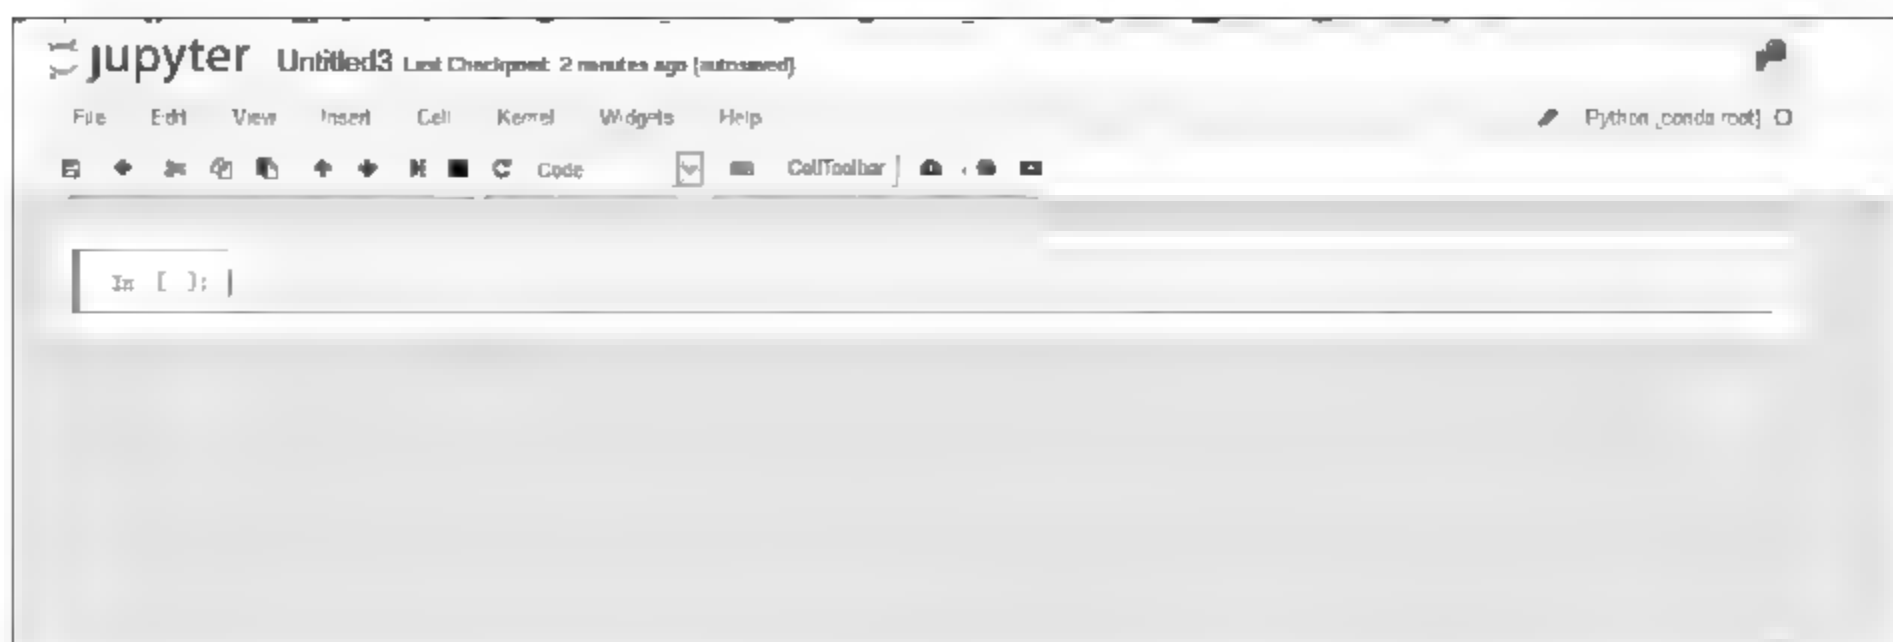 jupyter Untitled3 Last Checkpoint: 2 minutes ago (autosaved)
File Edit View Insert Cell Kernel Widgets Help Python [conda root]
Code CellToolbar
In [ ]: